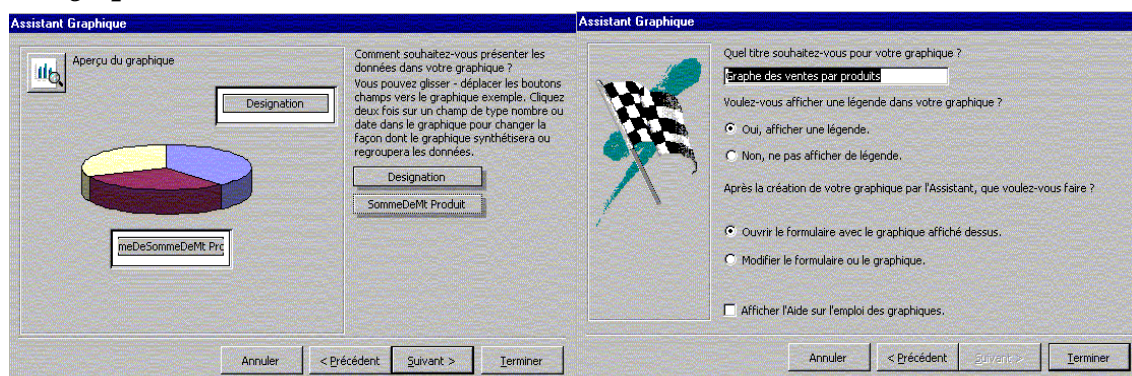 Assistant Graphique
Aperçu du graphique
Designation
meDeSommeDeMt Prc
Comment souhaitez-vous présenter les
données dans votre graphique ?
Vous pouvez glisser - déplacer les boutons
champs vers le graphique exemple. Cliquez
deux fois sur un champ de type nombre ou
date dans le graphique pour changer la
façon dont le graphique synthétisera ou
regroupera les données.
Designation
SommeDeMt Produit
Annuler
< Précédent
Suivant >
Terminer
Assistant Graphique
Quel titre souhaitez-vous pour votre graphique ?
Graphe des ventes par produits
Voulez-vous afficher une légende dans votre graphique ?
Oui, afficher une légende.
Non, ne pas afficher de légende.
Après la création de votre graphique par l'Assistant, que voulez-vous faire ?
Ouvrir le formulaire avec le graphique affiché dessus.
Modifier le formulaire ou le graphique.
Afficher l'Aide sur l'emploi des graphiques.
Annuler
< Précédent
Suivant >
Terminer